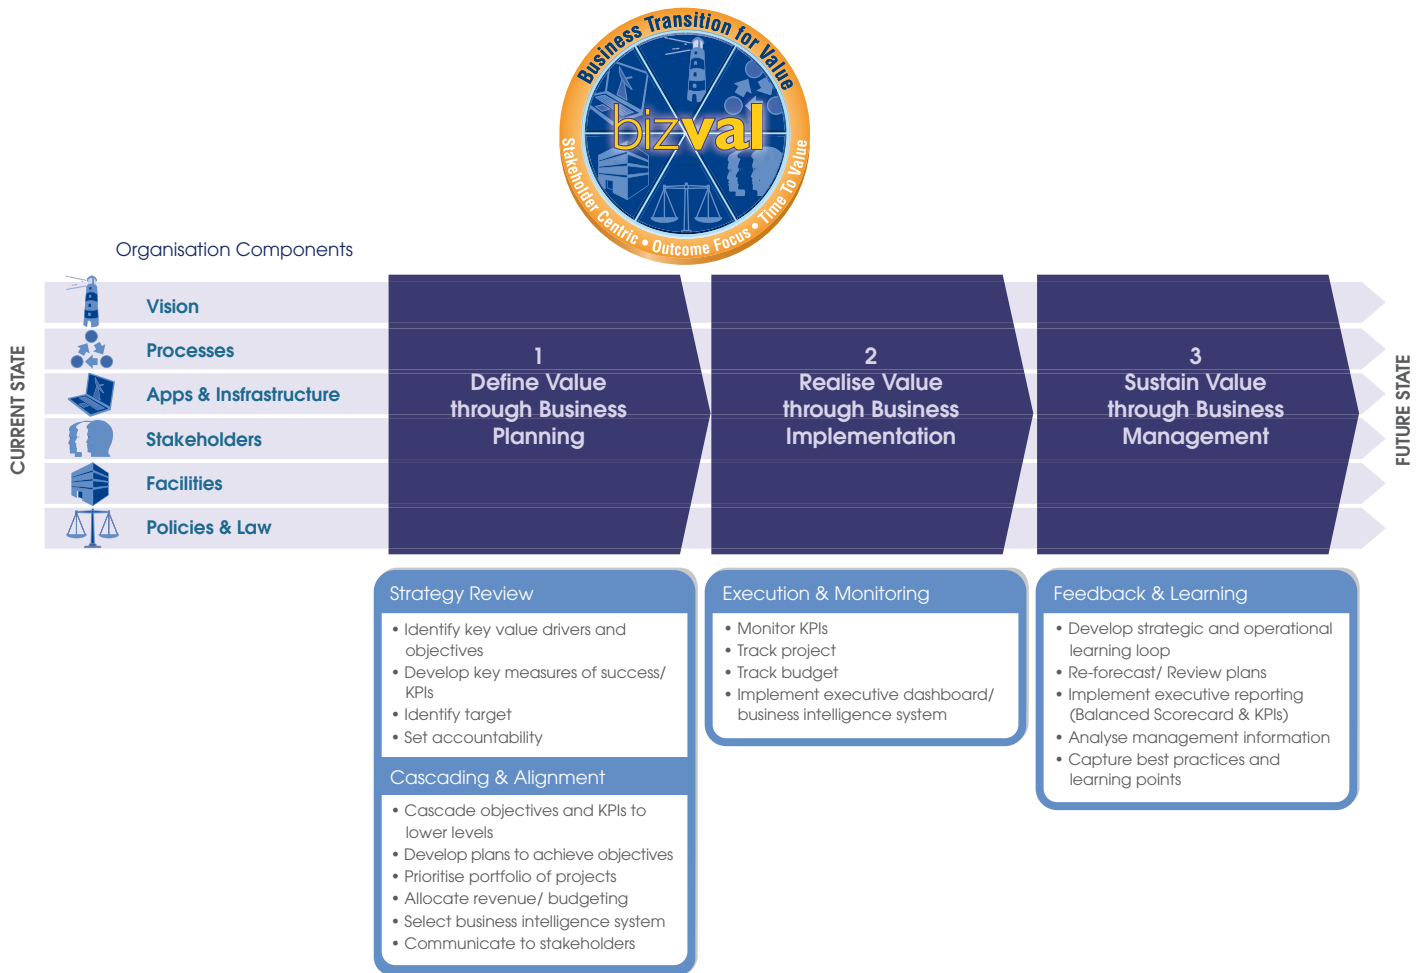 Business Transition for Value
bizval
Stakeholder Centric • Outcome Focus • Time To Value
Organisation Components
CURRENT STATE
Vision
Processes
Apps & Insfrastructure
Stakeholders
Facilities
Policies & Law
1
Define Value
through Business
Planning
2
Realise Value
through Business
Implementation
3
Sustain Value
through Business
Management
FUTURE STATE
Strategy Review
• Identify key value drivers and
objectives
• Develop key measures of success/
KPIs
• Identify target
• Set accountability
Cascading & Alignment
• Cascade objectives and KPIs to
lower levels
• Develop plans to achieve objectives
• Prioritise portfolio of projects
• Allocate revenue/ budgeting
• Select business intelligence system
• Communicate to stakeholders
Execution & Monitoring
• Monitor KPIs
• Track project
• Track budget
• Implement executive dashboard/
business intelligence system
Feedback & Learning
• Develop strategic and operational
learning loop
• Re-forecast/ Review plans
• Implement executive reporting
(Balanced Scorecard & KPIs)
• Analyse management information
• Capture best practices and
learning points